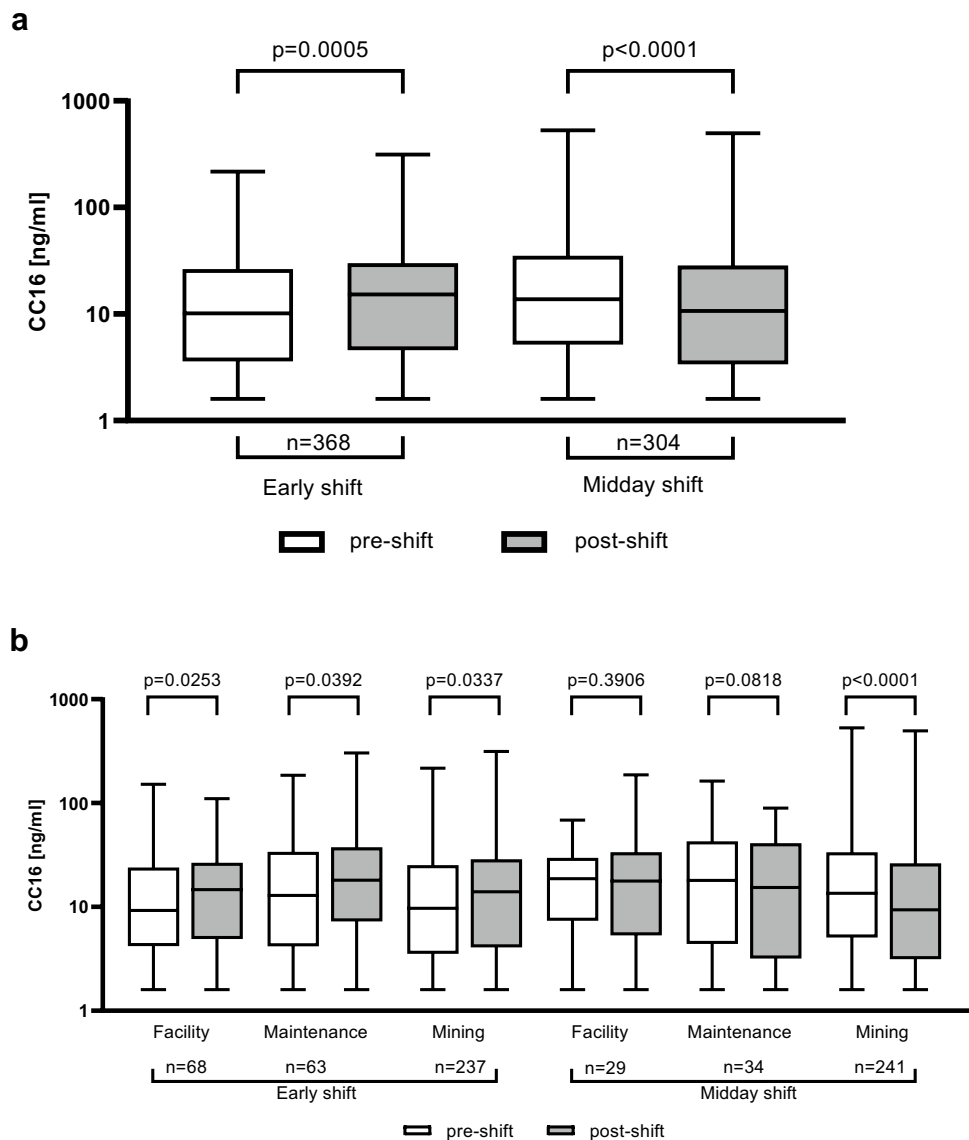 a
p=0.0005 p<0.0001
1000
100
CC16 [ng/ml]
10
1
n=368 n=304
Early shift Midday shift
pre-shift post-shift
b
p=0.0253 p=0.0392 p=0.0337 p=0.3906 p=0.0818 p<0.0001
1000
100
CC16 [ng/ml]
10
1
Facility Maintenance Mining Facility Maintenance Mining
n=68 n=63 n=237 n=29 n=34 n=241
Early shift Midday shift
pre-shift post-shift